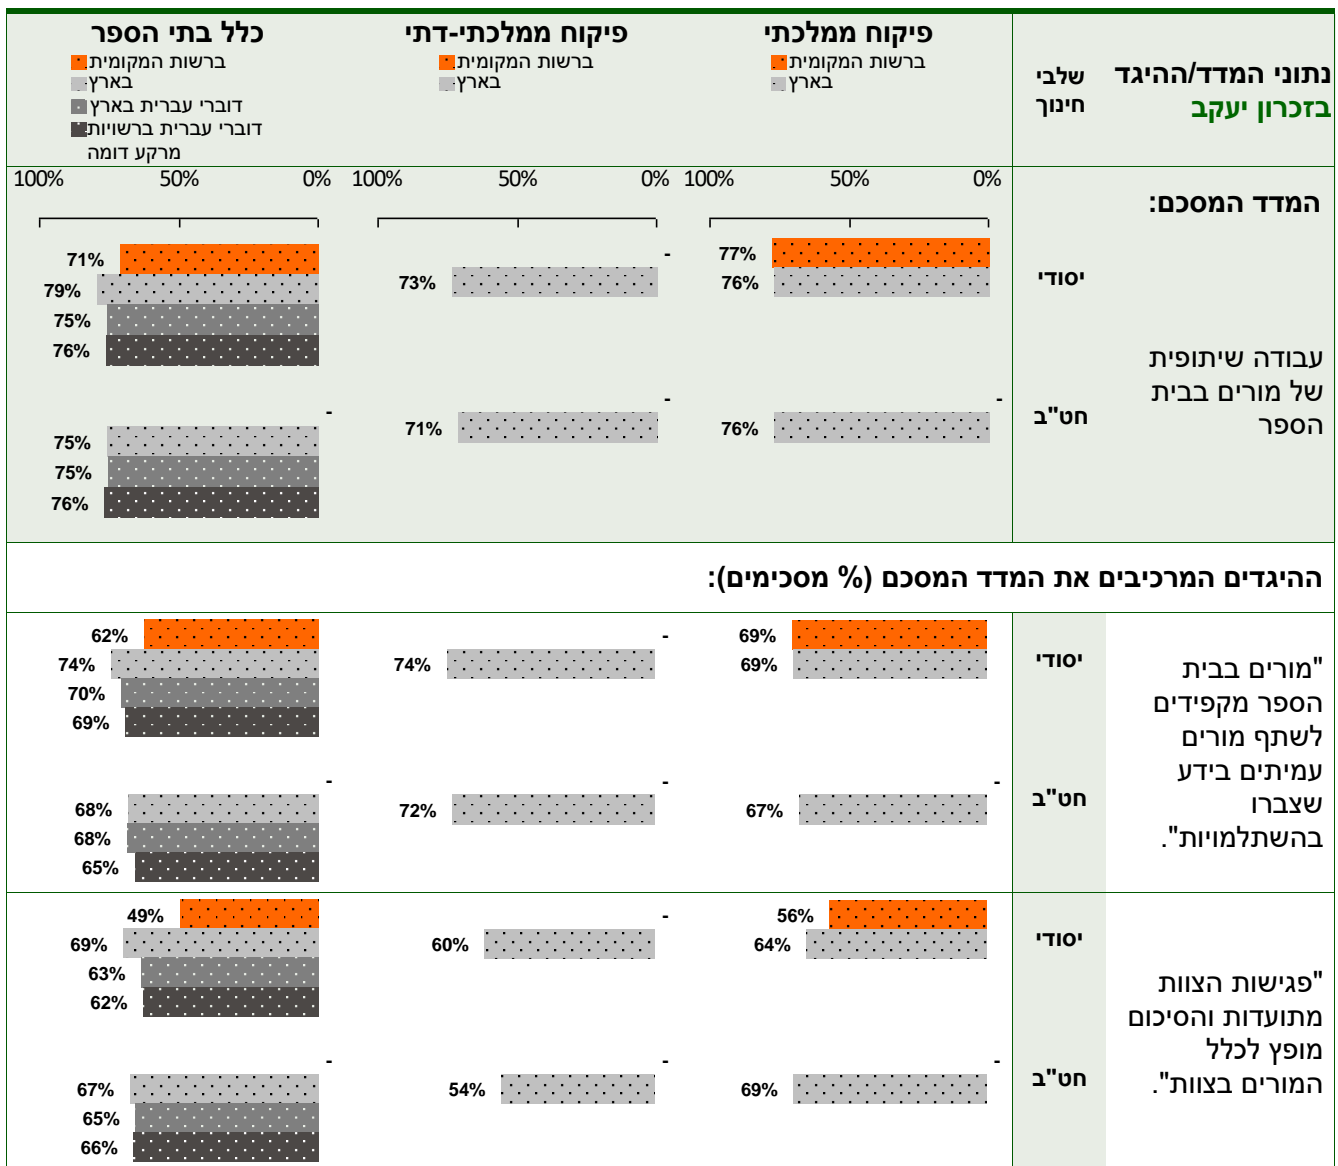 נתוני המדד/ההיגד
בזכרון יעקב
שלבי
חינוך
פיקוח ממלכתי
ברשות המקומית
בארץ
פיקוח ממלכתי-דתי
ברשות המקומית
בארץ
כלל בתי הספר
ברשות המקומית
בארץ
דוברי עברית בארץ
דוברי עברית ברשויות
מרקע דומה
0% 50% 100%
0% 50% 100%
0% 50% 100%
המדד המסכם:
עבודה שיתופית
של מורים בבית
הספר
יסודי
77%
76%
-
73%
71%
79%
75%
76%
חט"ב
-
76%
-
71%
-
75%
75%
76%
ההיגדים המרכיבים את המדד המסכם (% מסכימים):
"מורים בבית
הספר מקפידים
לשתף מורים
עמיתים בידע
שצברו
בהשתלמויות".
יסודי
69%
69%
-
74%
62%
74%
70%
69%
חט"ב
-
67%
-
72%
-
68%
68%
65%
"פגישות הצוות
מתועדות והסיכום
מופץ לכלל
המורים בצוות".
יסודי
56%
64%
-
60%
49%
69%
63%
62%
חט"ב
-
69%
-
54%
-
67%
65%
66%